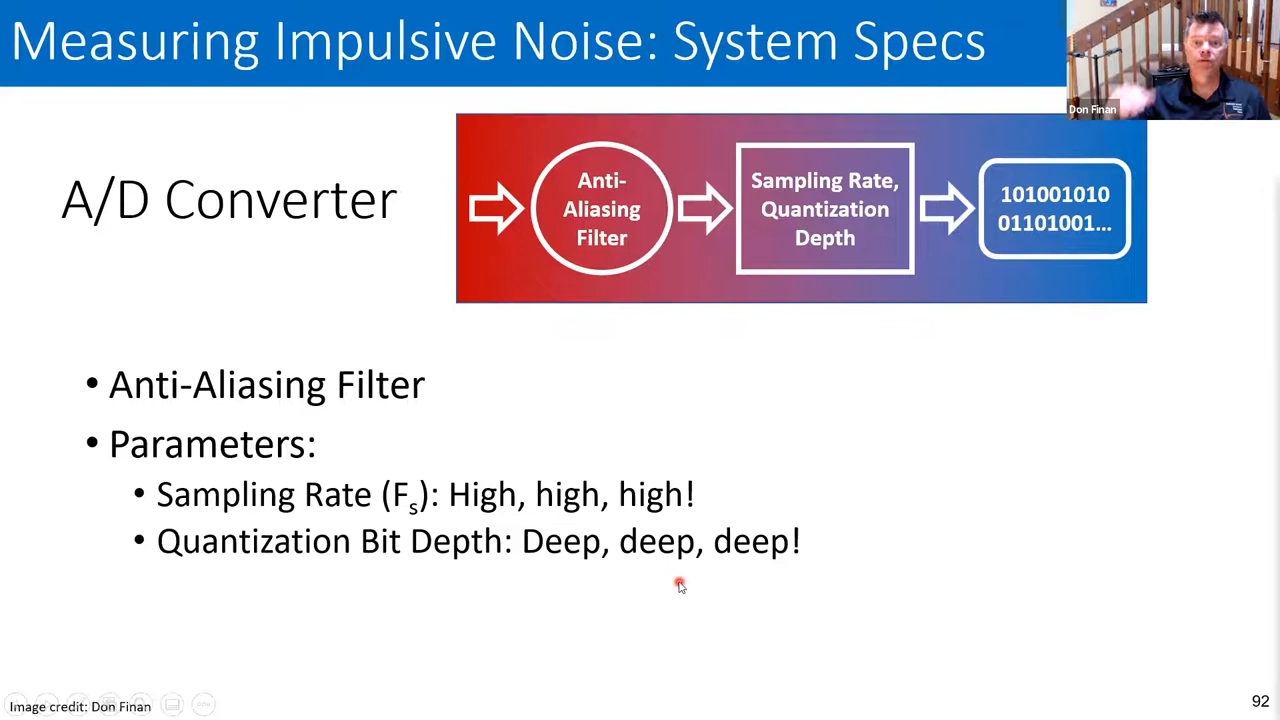 Measuring Impulsive Noise: System Specs
Don Finan
A/D Converter
Anti-
Aliasing
Filter
Sampling Rate,
Quantization
Depth
101001010
01101001...
• Anti-Aliasing Filter
• Parameters:
• Sampling Rate (Fs): High, high, high!
• Quantization Bit Depth: Deep, deep, deep!
Image credit: Don Finan
92